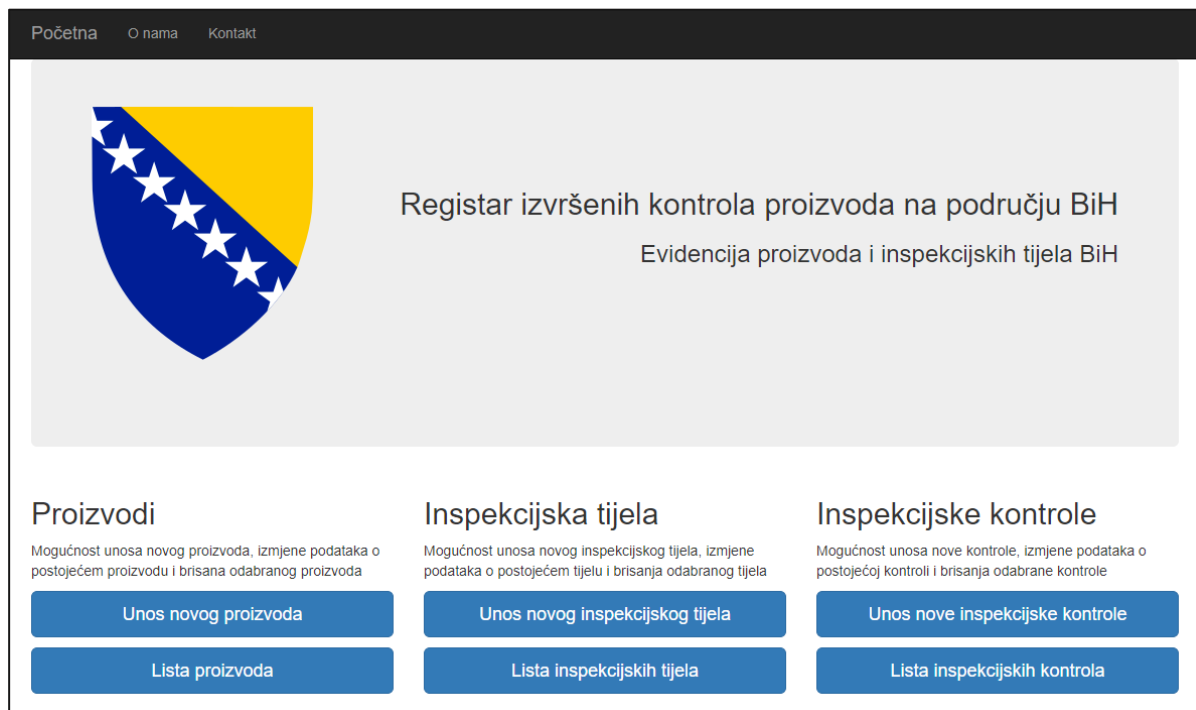 Početna O nama Kontakt
Registar izvršenih kontrola proizvoda na području BiH
Evidencija proizvoda i inspekcijskih tijela BiH
Proizvodi
Mogućnost unosa novog proizvoda, izmjene podataka o
postojećem proizvodu i brisana odabranog proizvoda
Unos novog proizvoda
Lista proizvoda
Inspekcijska tijela
Mogućnost unosa novog inspekcijskog tijela, izmjene
podataka o postojećem tijelu i brisanja odabranog tijela
Unos novog inspekcijskog tijela
Lista inspekcijskih tijela
Inspekcijske kontrole
Mogućnost unosa nove kontrole, izmjene podataka o
postojećoj kontroli i brisanja odabrane kontrole
Unos nove inspekcijske kontrole
Lista inspekcijskih kontrola